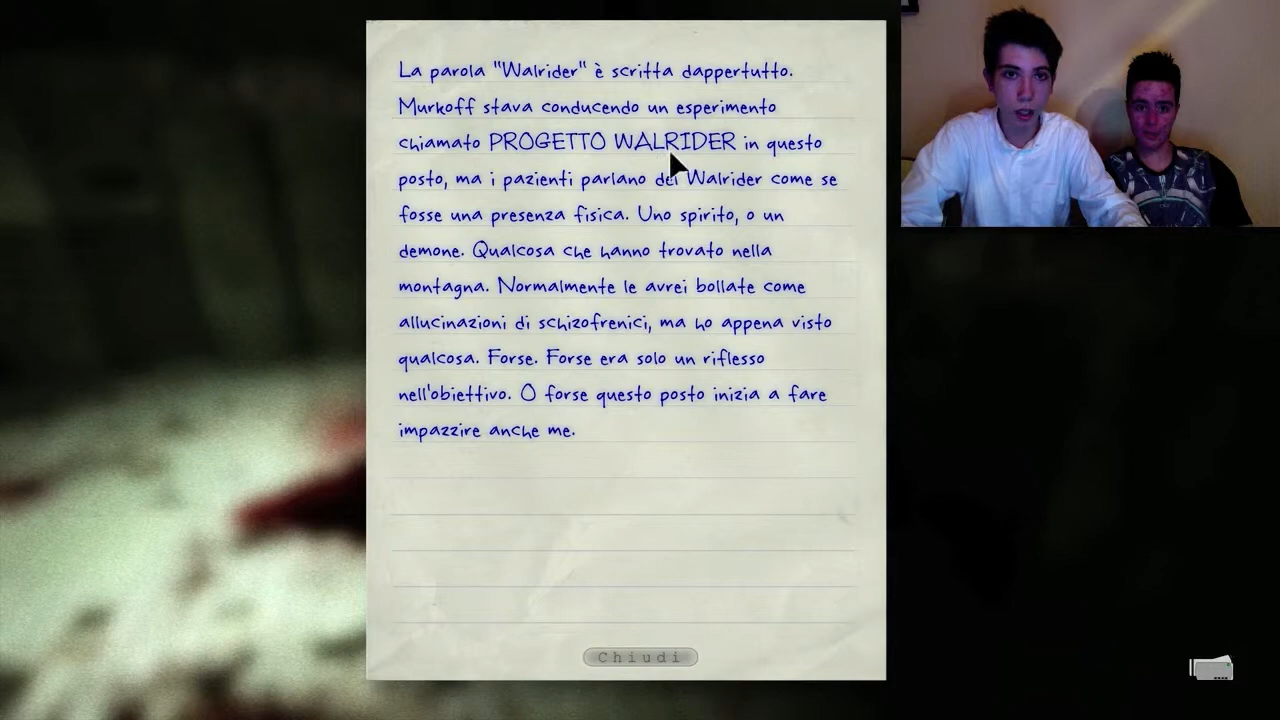 La parola "Walrider" è scritta dappertutto.
Murkoff stava conducendo un esperimento
chiamato PROGETTO WALRIDER in questo
posto, ma i pazienti parlano del Walrider come se
fosse una presenza fisica. Uno spirito, o un
demone. Qualcosa che hanno trovato nella
montagna. Normalmente le avrei bollate come
allucinazioni di schizofrenici, ma ho appena visto
qualcosa. Forse. Forse era solo un riflesso
nell'obiettivo. O forse questo posto inizia a fare
impazzire anche me.
Chiudi